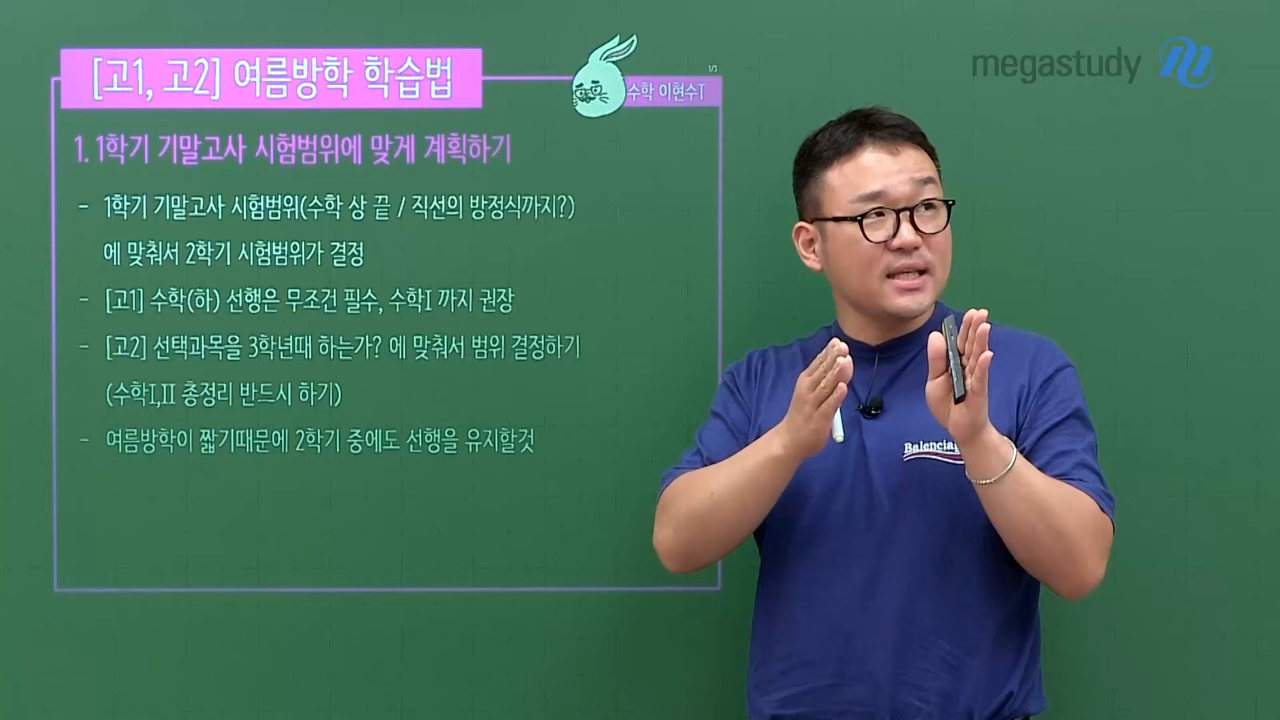 [고1, 고2] 여름방학 학습법
수학 이현수T
megastudy
1. 1학기 기말고사 시험범위에 맞게 계획하기
- 1학기 기말고사 시험범위(수학 상 끝 / 직선의 방정식까지?)
에 맞춰서 2학기 시험범위가 결정
- [고1] 수학(하) 선행은 무조건 필수, 수학I 까지 권장
- [고2] 선택과목을 3학년때 하는가? 에 맞춰서 범위 결정하기
(수학I,II 총정리 반드시 하기)
- 여름방학이 짧기때문에 2학기 중에도 선행을 유지할것